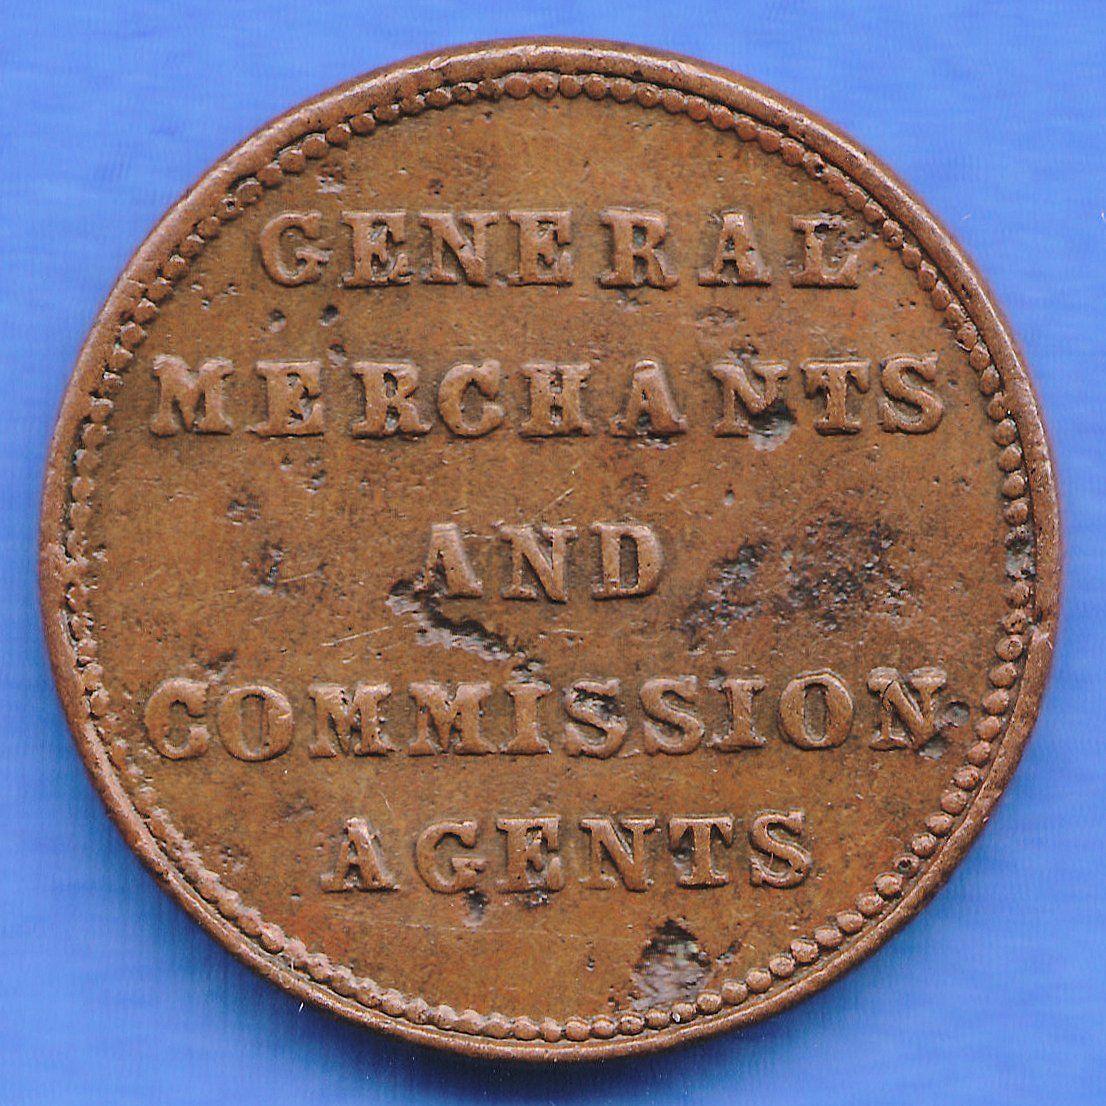 GENERAL
MERCHANTS
AND
COMMISSION
AGENTS